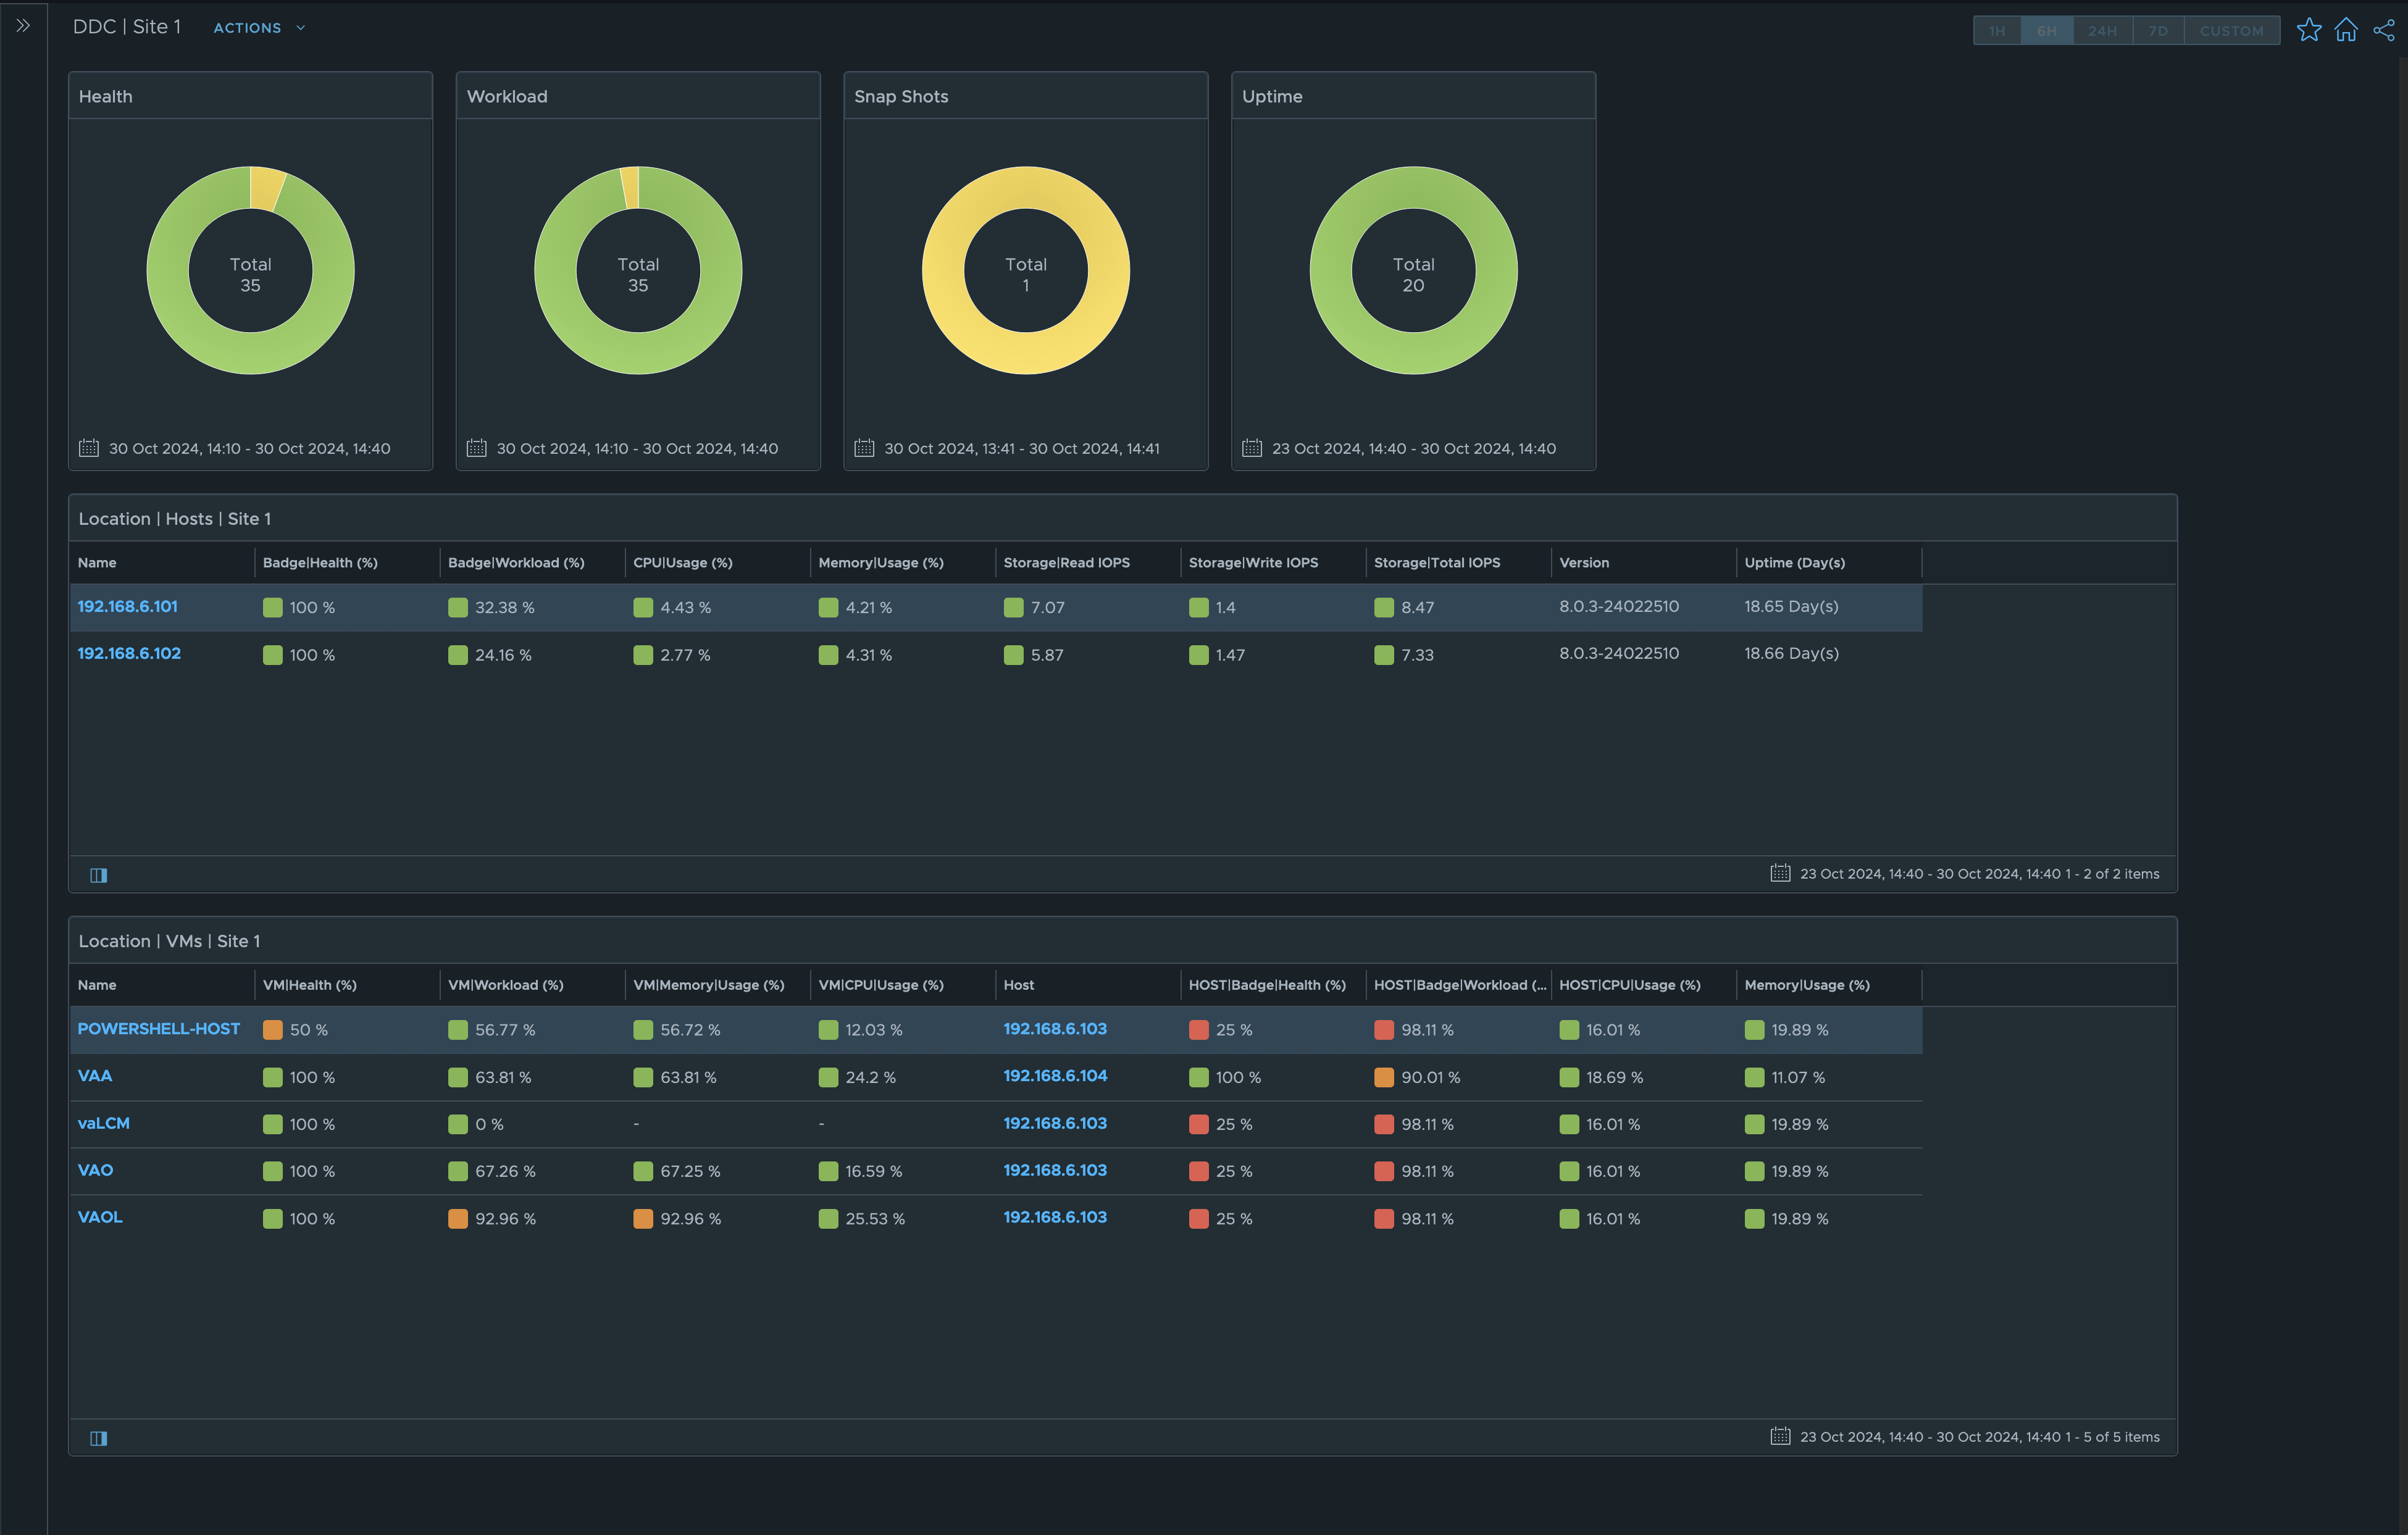 DDC | Site 1 ACTIONS 1H 6H 24H 7D CUSTOM
Health Workload Snap Shots Uptime
Total Total Total Total
35 35 1 20
30 Oct 2024, 14:10 - 30 Oct 2024, 14:40 30 Oct 2024, 14:10 - 30 Oct 2024, 14:40 30 Oct 2024, 13:41 - 30 Oct 2024, 14:41 23 Oct 2024, 14:40 - 30 Oct 2024, 14:40
Location | Hosts | Site 1
Name Badge|Health (%) Badge|Workload (%) CPU|Usage (%) Memory|Usage (%) Storage|Read IOPS Storage|Write IOPS Storage|Total IOPS Version Uptime (Day(s)
192.168.6.101 100 % 32.38 % 4.43 % 4.21 % 7.07 1.4 8.47 8.0.3-24022510 18.65 Day(s)
192.168.6.102 100 % 24.16 % 2.77 % 4.31 % 5.87 1.47 7.33 8.0.3-24022510 18.66 Day(s)
23 Oct 2024, 14:40 - 30 Oct 2024, 14:40 1 - 2 of 2 items
Location | VMs | Site 1
Name VM|Health (%) VM|Workload (%) VM|Memory|Usage (%) VM|CPU|Usage (%) Host HOST|Badge|Health (%) HOST|Badge|Workload (... HOST|CPU|Usage (%) Memory|Usage (%)
POWERSHELL-HOST 50 % 56.77 % 56.72 % 12.03 % 192.168.6.103 25 % 98.11 % 16.01 % 19.89 %
VAA 100 % 63.81 % 63.81 % 24.2 % 192.168.6.104 100 % 90.01 % 18.69 % 11.07 %
vaLCM 100 % 0 % - - 192.168.6.103 25 % 98.11 % 16.01 % 19.89 %
VAO 100 % 67.26 % 67.25 % 16.59 % 192.168.6.103 25 % 98.11 % 16.01 % 19.89 %
VAOL 100 % 92.96 % 92.96 % 25.53 % 192.168.6.103 25 % 98.11 % 16.01 % 19.89 %
23 Oct 2024, 14:40 - 30 Oct 2024, 14:40 1 - 5 of 5 items